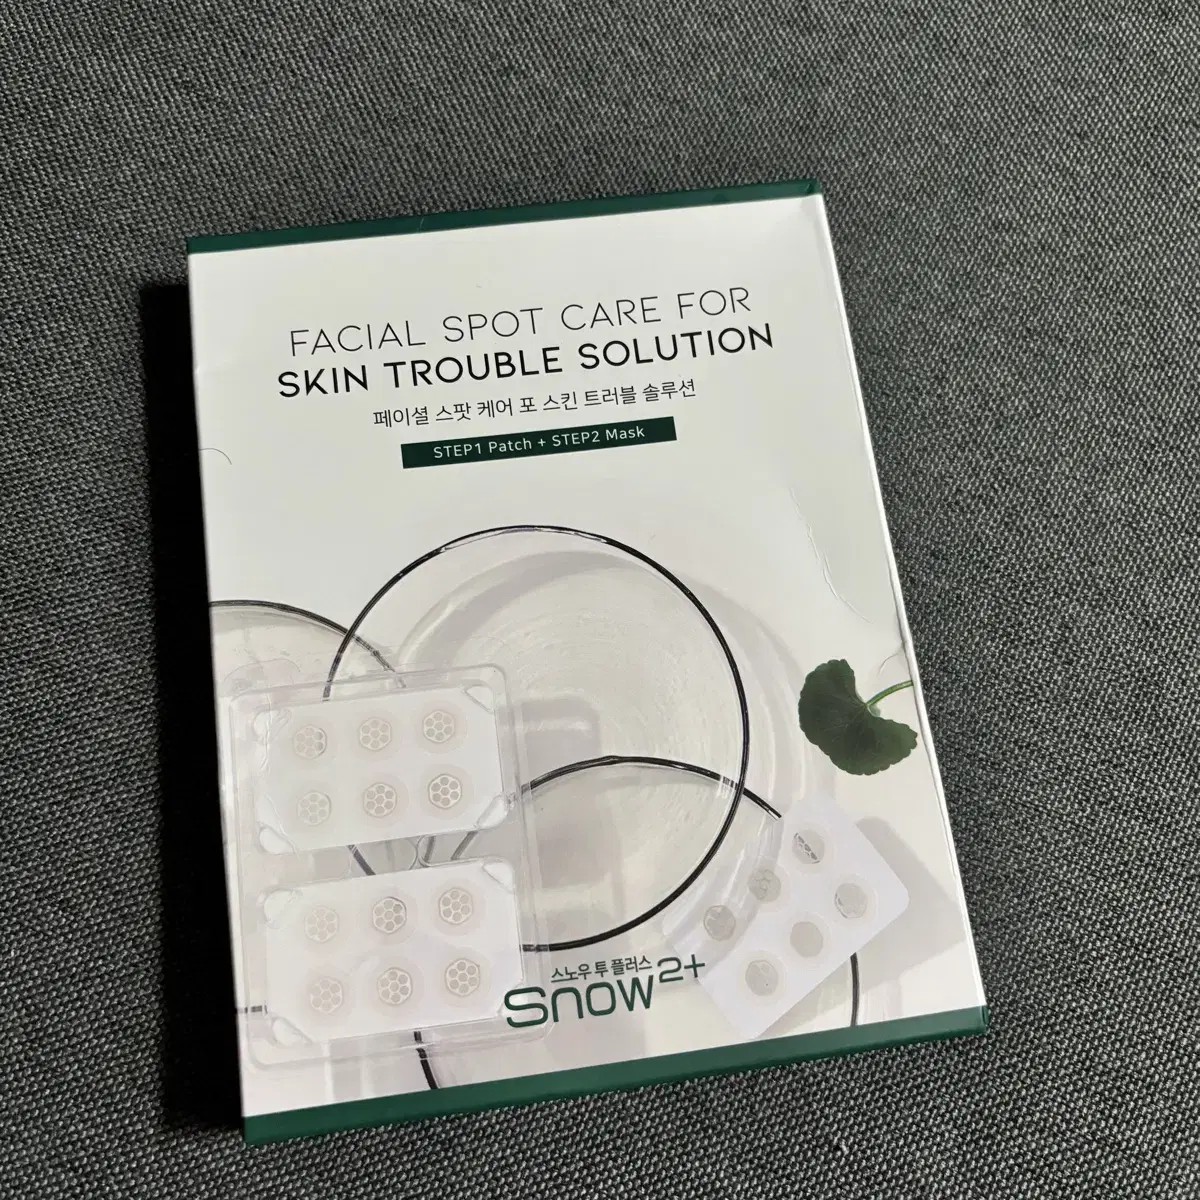 FACIAL SPOT CARE FOR
SKIN TROUBLE SOLUTION
페이셜 스팟 케어 포 스킨 트러블 솔루션
STEP1 Patch + STEP2 Mask
스노우 투 플러스
Snow2+